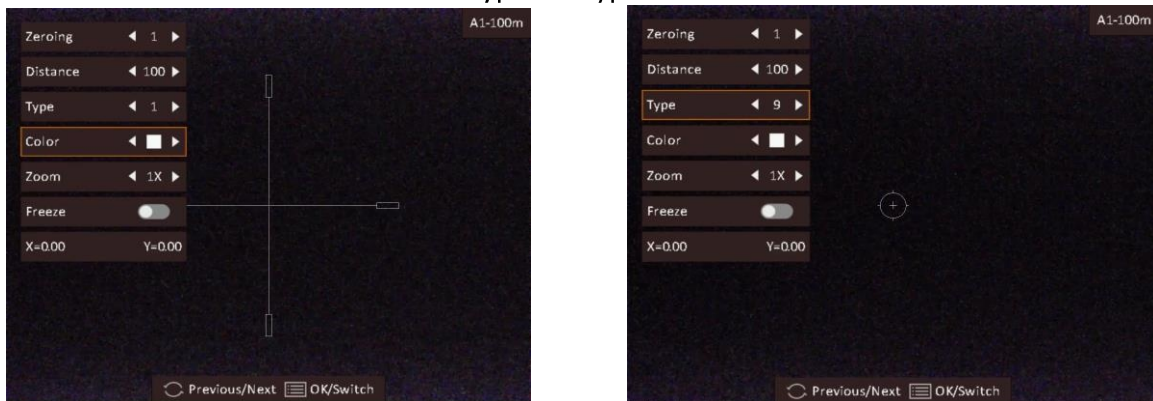 A1-100m
Zeroing 1
Distance 100
Type 1
Color
Zoom 1X
Freeze
X=0.00 Y=0.00
Previous/Next OK/Switch
A1-100m
Zeroing 1
Distance 100
Type 9
Color
Zoom 1X
Freeze
X=0.00 Y=0.00
Previous/Next OK/Switch